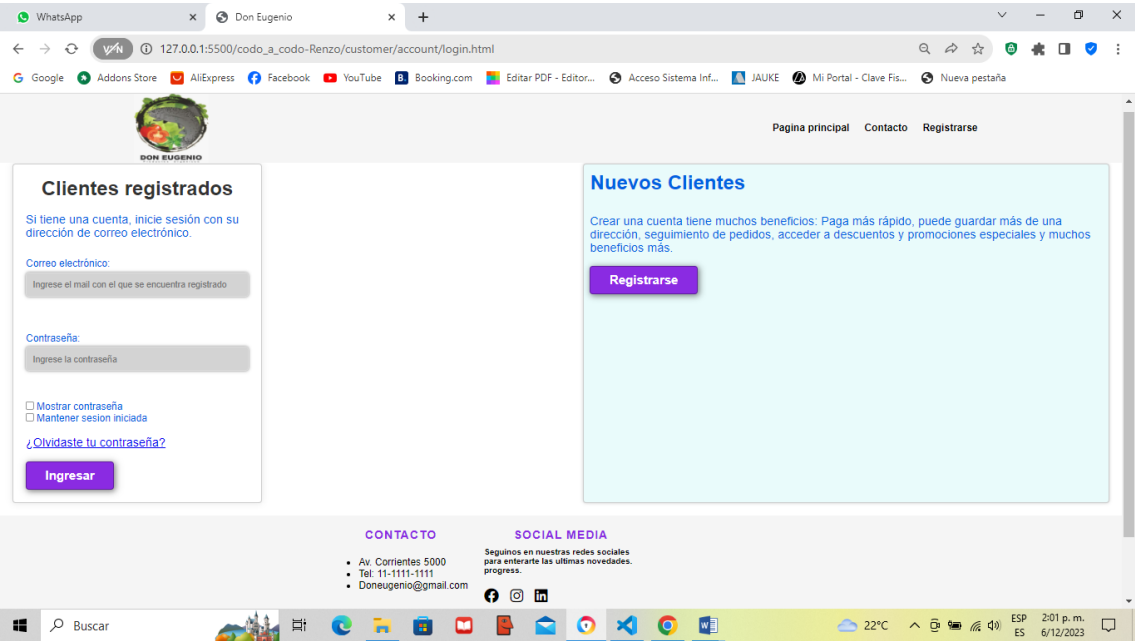 WhatsApp
Don Eugenio
127.0.0.1:5500/codo_a_codo-Renzo/customer/account/login.html
Google
Addons Store
AliExpress
Facebook
YouTube
B.
Booking.com
Editar PDF - Editor...
Acceso Sistema Inf...
JAUKE
Mi Portal - Clave Fis...
Nueva pestaña
DON EUGENIO
Pagina principal
Contacto
Registrarse
Clientes registrados
Si tiene una cuenta, inicie sesión con su
dirección de correo electrónico.
Correo electrónico:
Ingrese el mail con el que se encuentra registrado
Contraseña:
Ingrese la contraseña
Mostrar contraseña
Mantener sesion iniciada
¿Olvidaste tu contraseña?
Ingresar
Nuevos Clientes
Crear una cuenta tiene muchos beneficios: Paga más rápido, puede guardar más de una
dirección, seguimiento de pedidos, acceder a descuentos y promociones especiales y muchos
beneficios más.
Registrarse
CONTACTO
Av. Corrientes 5000
Tel: 11-1111-1111
Doneugenio@gmail.com
SOCIAL MEDIA
Seguinos en nuestras redes sociales
para enterarte las ultimas novedades.
progress.
Buscar
22°C
ESP
ES
2:01 p. m.
6/12/2023